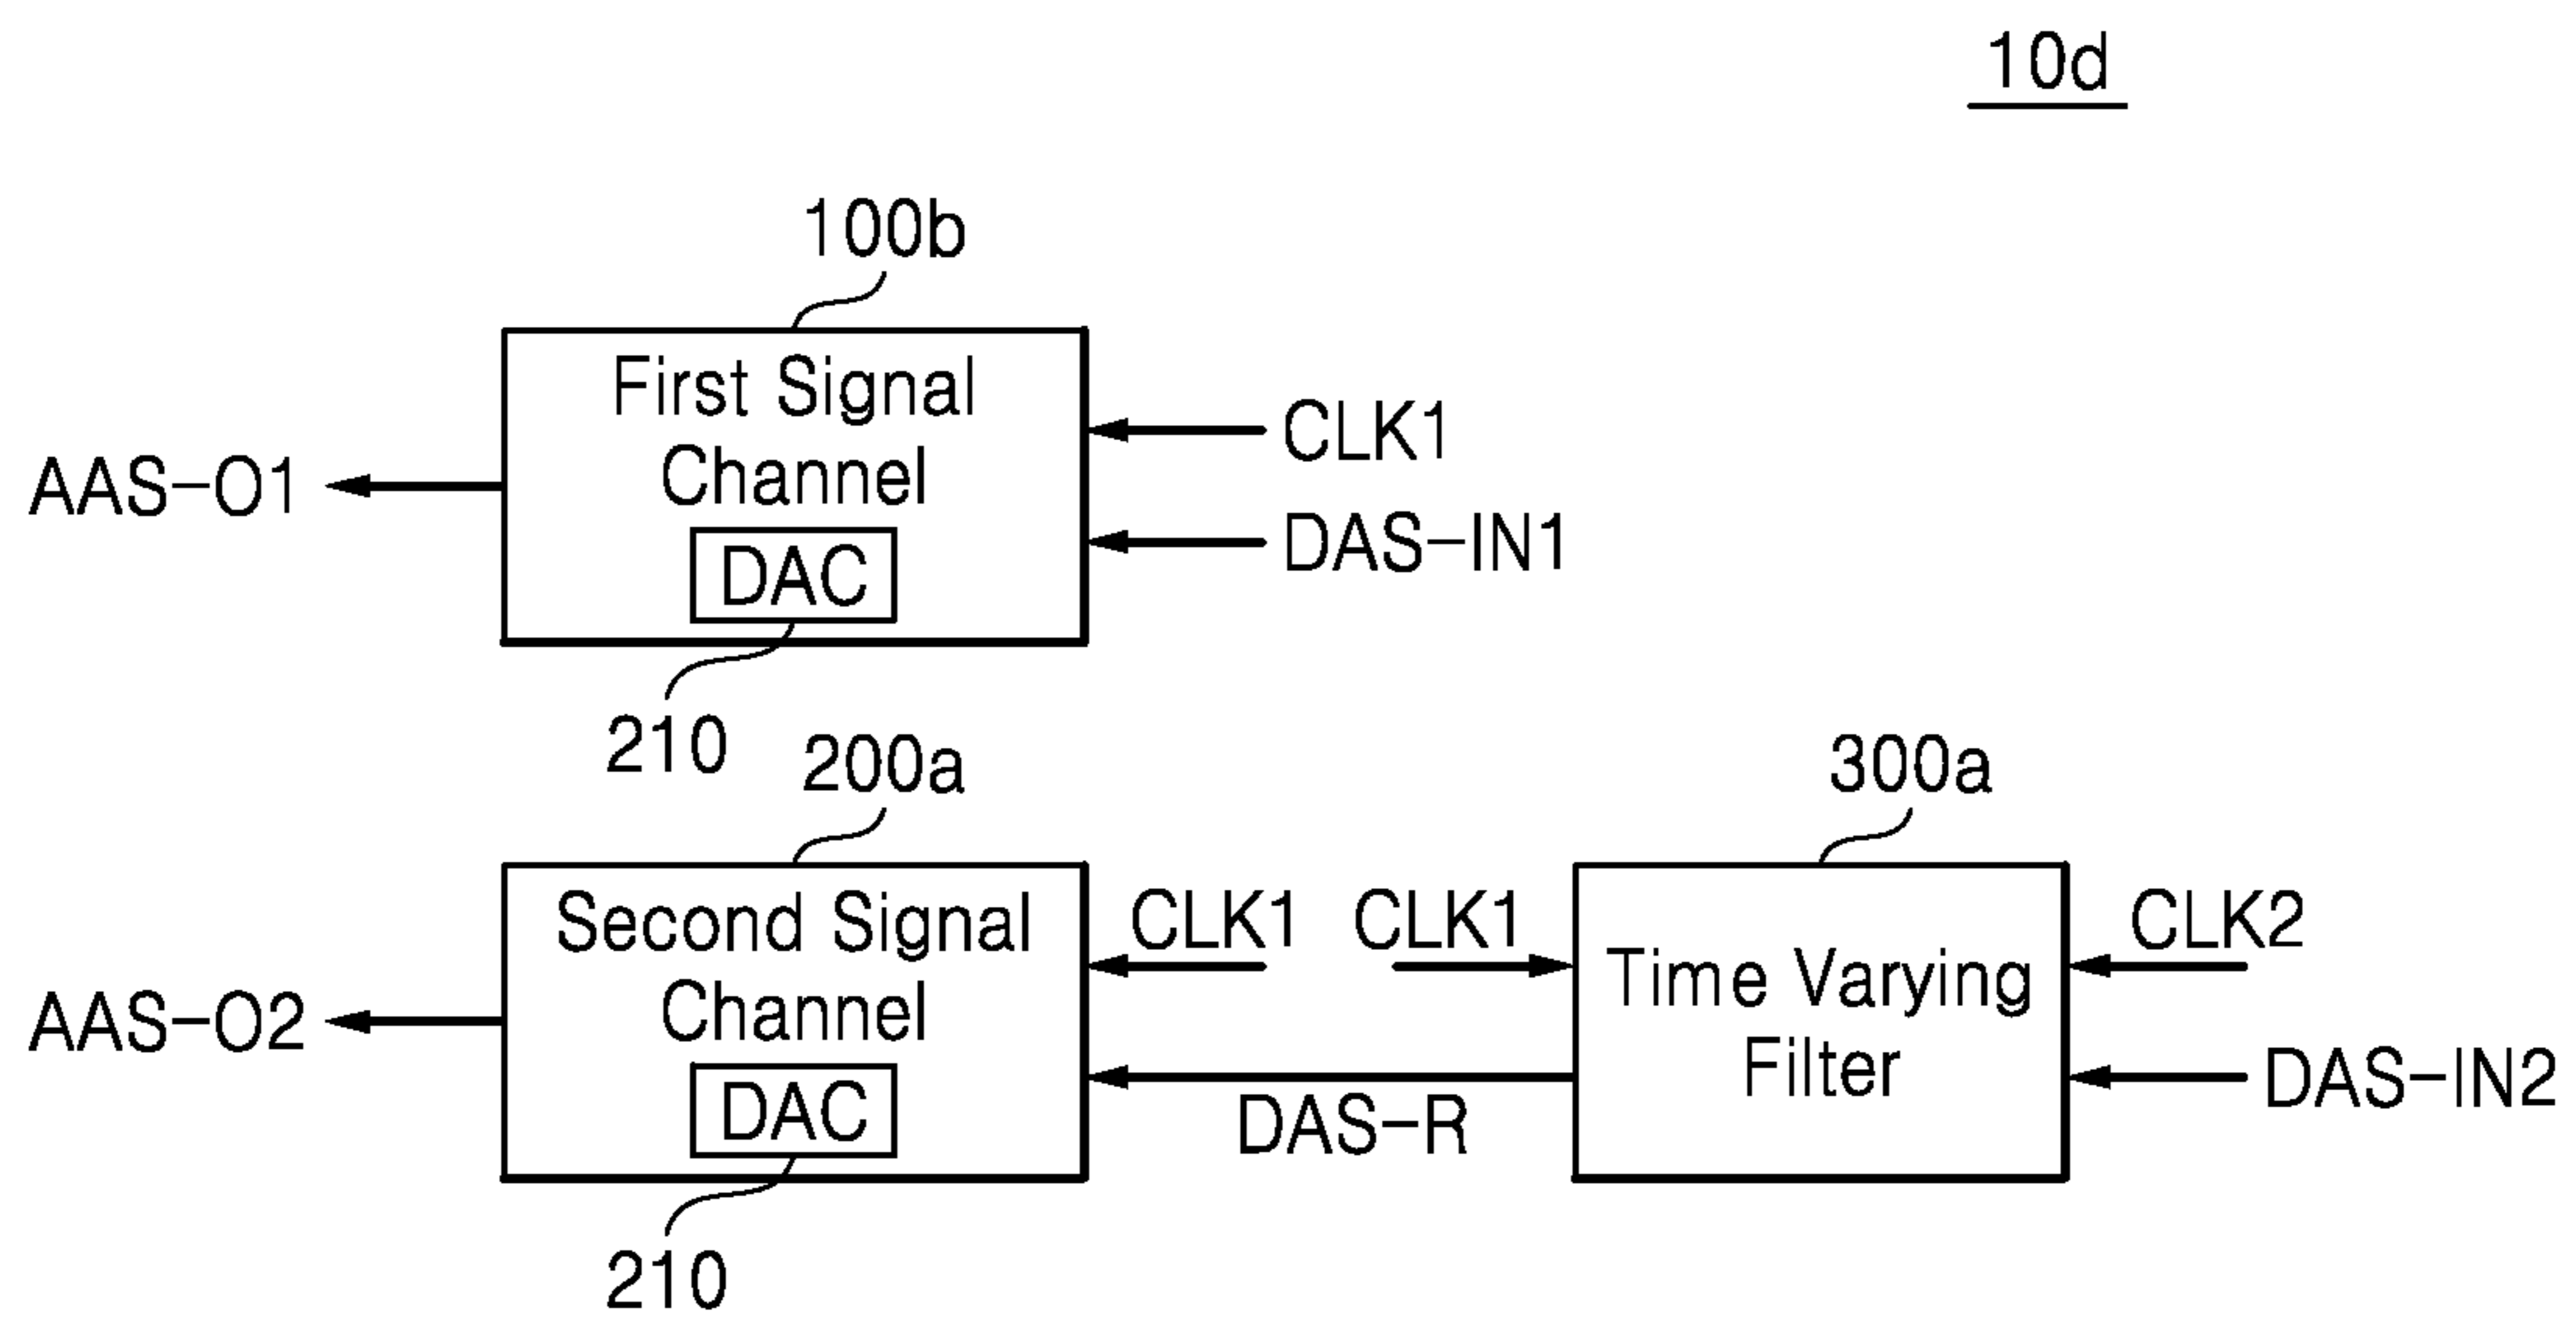 10d
100b
First Signal
Channel
DAC
210
AAS-O1
CLK1
DAS-IN1
200a
Second Signal
Channel
DAC
210
AAS-O2
CLK1
CLK1
DAS-R
300a
Time Varying
Filter
CLK2
DAS-IN2